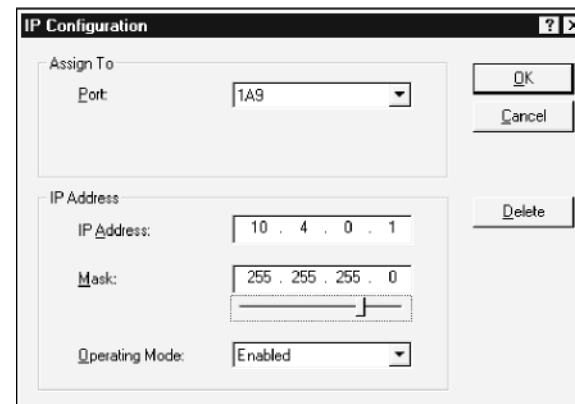 IP Configuration
? X
Assign To
Port: 1A9
OK
Cancel
IP Address
IP Address: 10 . 4 . 0 . 1
Delete
Mask: 255 . 255 . 255 . 0
Operating Mode: Enabled